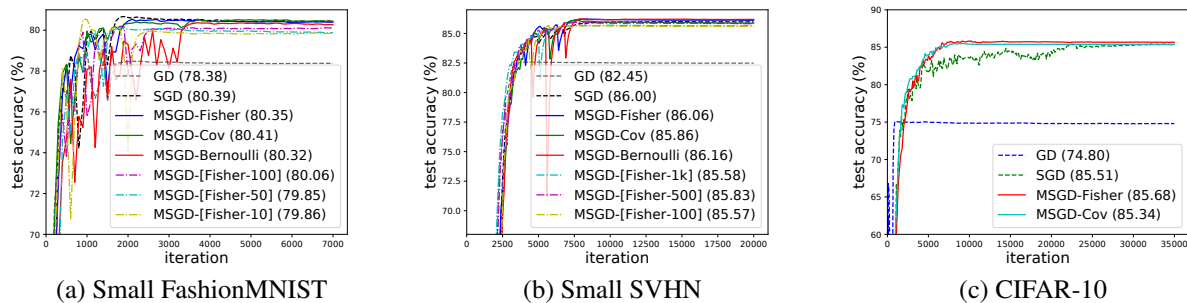 test accuracy (%)
80
78
76
74
72
70
GD (78.38)
SGD (80.39)
MSGD-Fisher (80.35)
MSGD-Cov (80.41)
MSGD-Bernoulli (80.32)
MSGD-[Fisher-100] (80.06)
MSGD-[Fisher-50] (79.85)
MSGD-[Fisher-10] (79.86)
0 1000 2000 3000 4000 5000 6000 7000
iteration
(a) Small FashionMNIST
test accuracy (%)
85.0
82.5
80.0
77.5
75.0
72.5
70.0
GD (82.45)
SGD (86.00)
MSGD-Fisher (86.06)
MSGD-Cov (85.86)
MSGD-Bernoulli (86.16)
MSGD-[Fisher-1k] (85.58)
MSGD-[Fisher-500] (85.83)
MSGD-[Fisher-100] (85.57)
0 2500 5000 7500 10000 12500 15000 17500 20000
iteration
(b) Small SVHN
test accuracy (%)
90
85
80
75
70
65
60
GD (74.80)
SGD (85.51)
MSGD-Fisher (85.68)
MSGD-Cov (85.34)
0 5000 10000 15000 20000 25000 30000 35000
iteration
(c) CIFAR-10